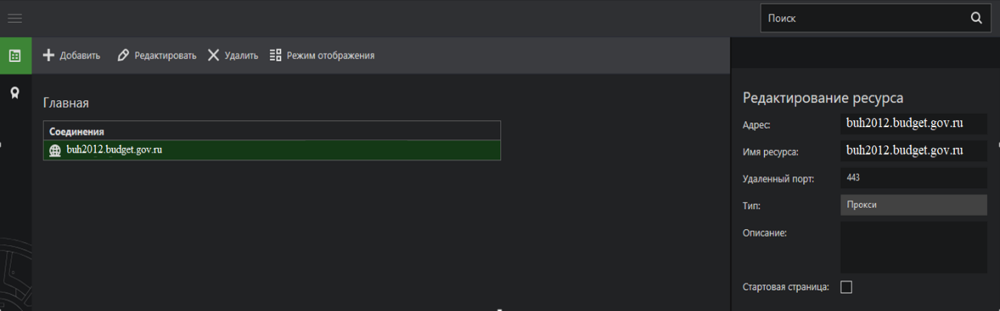 Поиск
Добавить Редактировать Удалить Режим отображения
Главная
Соединения
buh2012.budget.gov.ru
Редактирование ресурса
Адрес: buh2012.budget.gov.ru
Имя ресурса: buh2012.budget.gov.ru
Удаленный порт: 443
Тип: Прокси
Описание:
Стартовая страница: